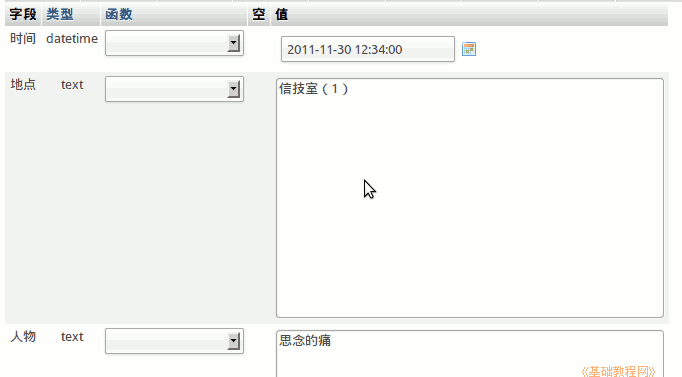 字段 类型 函数 空 值
时间 datetime 2011-11-30 12:34:00
地点 text 信技室（1）
人物 text 思念的痛
《基础教程网》